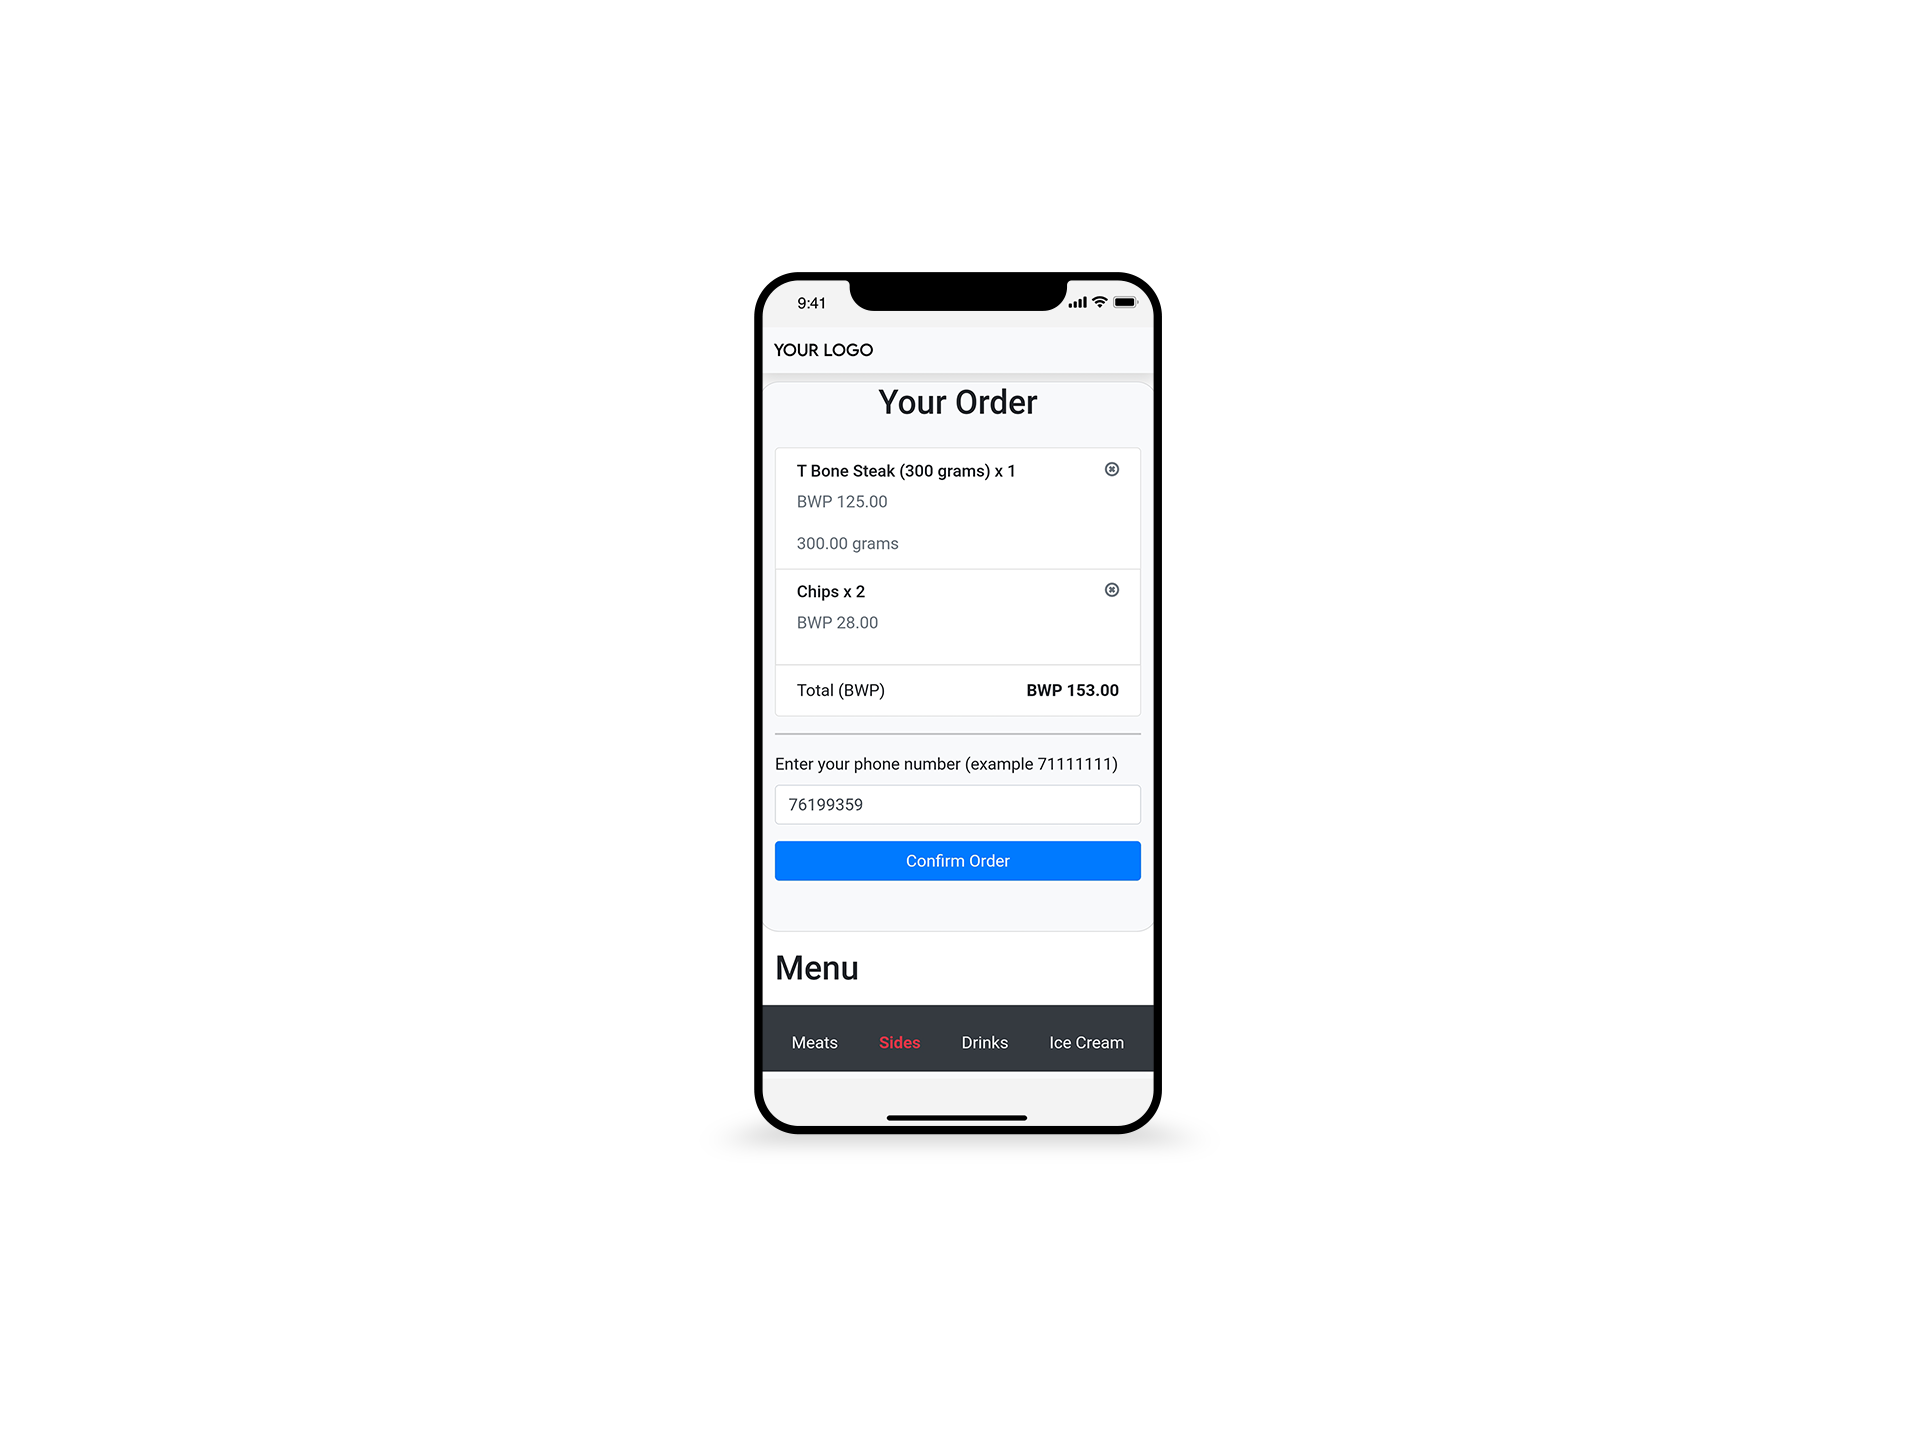 9:41
YOUR LOGO
Your Order
T Bone Steak (300 grams) x 1
BWP 125.00
300.00 grams
Chips x 2
BWP 28.00
Total (BWP) BWP 153.00
Enter your phone number (example 71111111)
76199359
Confirm Order
Menu
Meats Sides Drinks Ice Cream